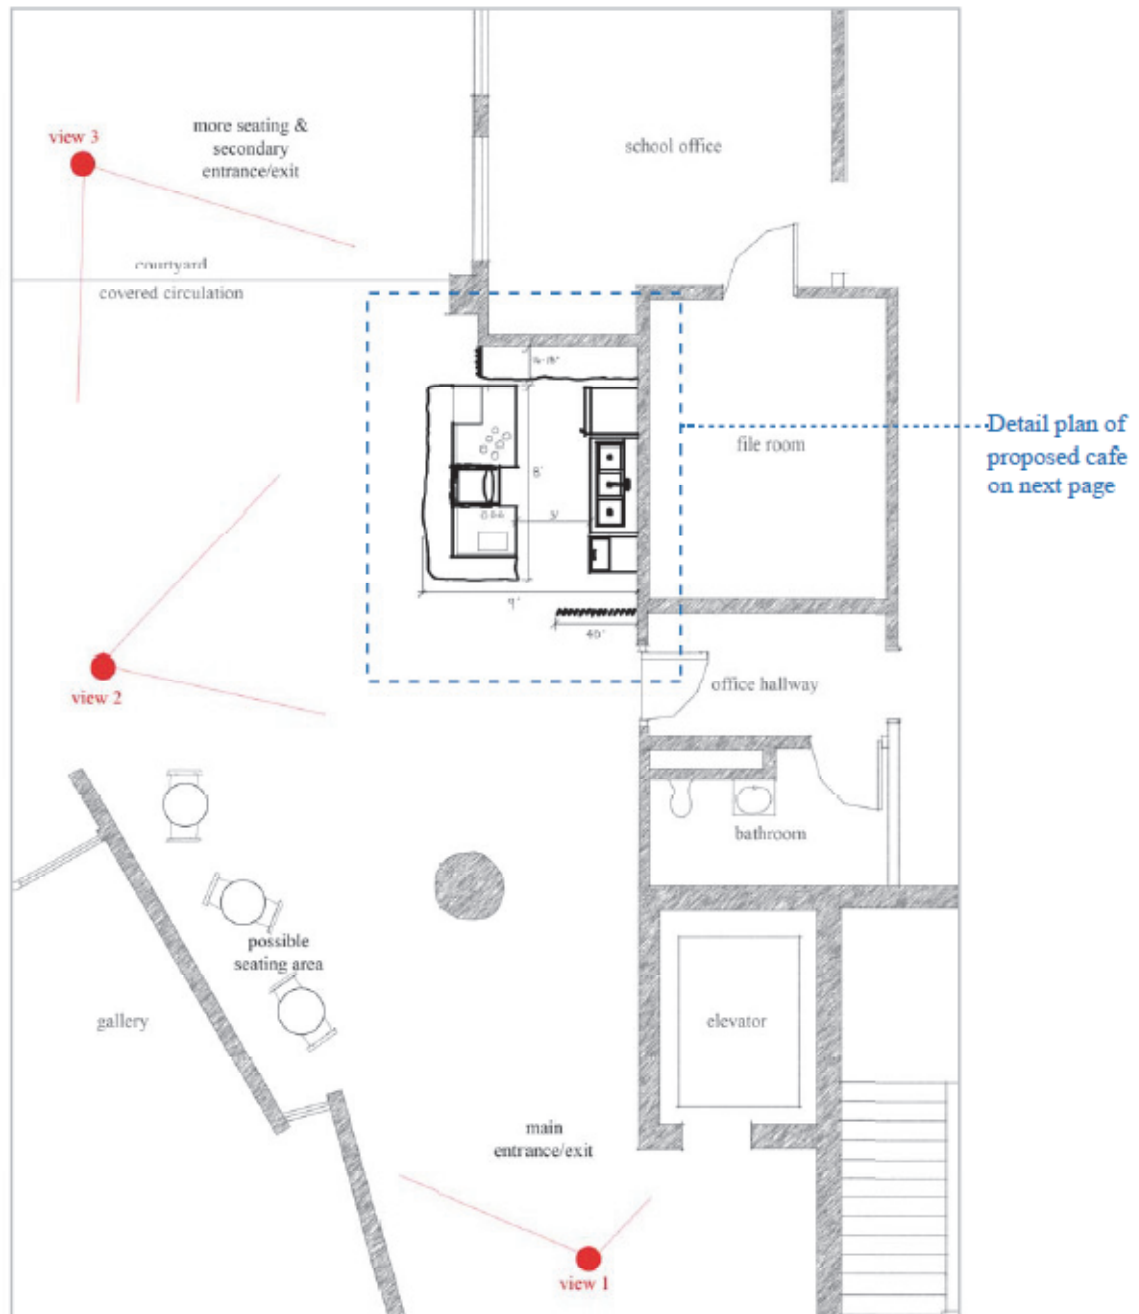 view 3
more seating &
secondary
entrance/exit
school office
courtyard
covered circulation
8'
3'
9'
file room
Detail plan of
proposed cafe
on next page
view 2
office hallway
bathroom
possible
seating area
gallery
elevator
main
entrance/exit
view 1